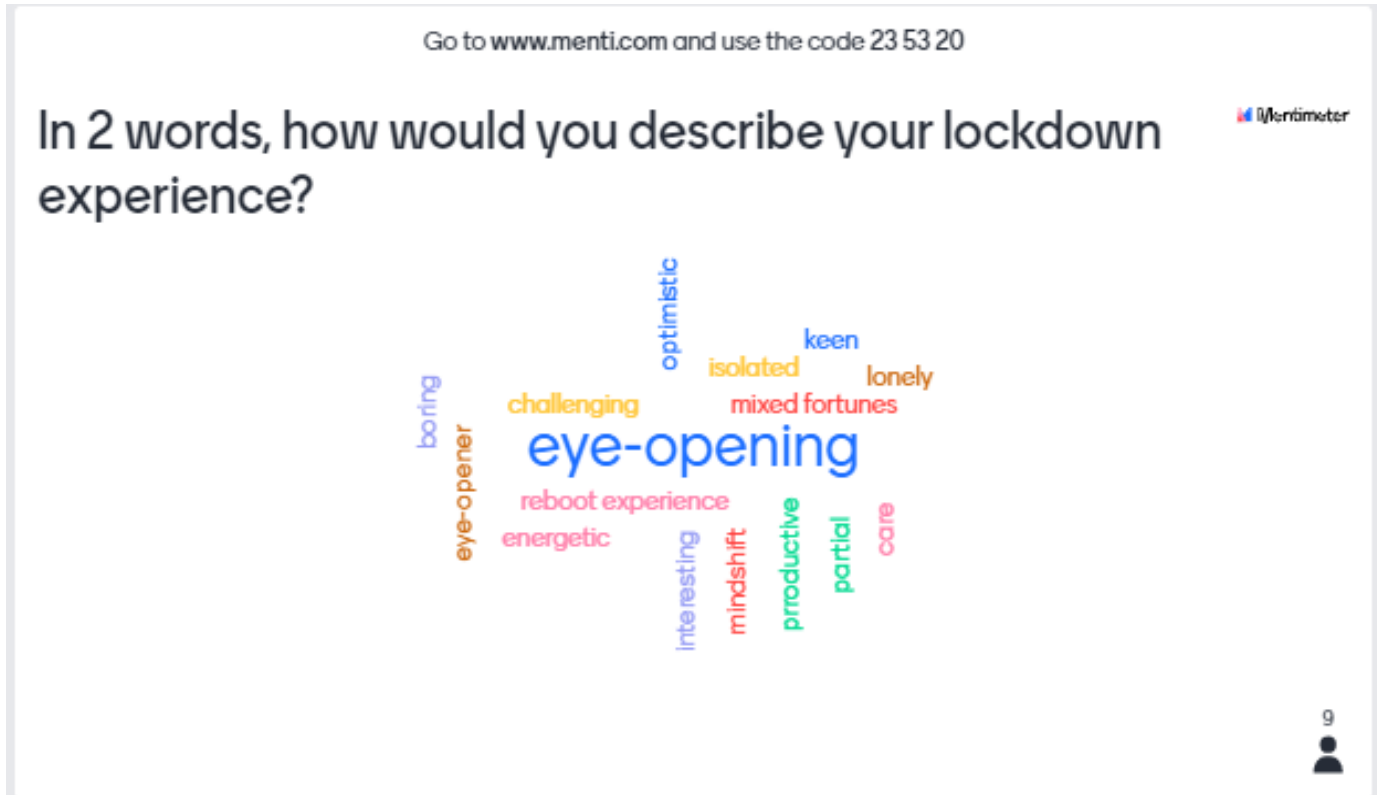 Go to www.menti.com and use the code 23 53 20
In 2 words, how would you describe your lockdown
experience?
Mentimeter
optimistic
keen
isolated
lonely
boring
challenging
mixed fortunes
eye-opener
eye-opening
reboot experience
energetic
interesting
mindshift
prroductive
partial
care
9